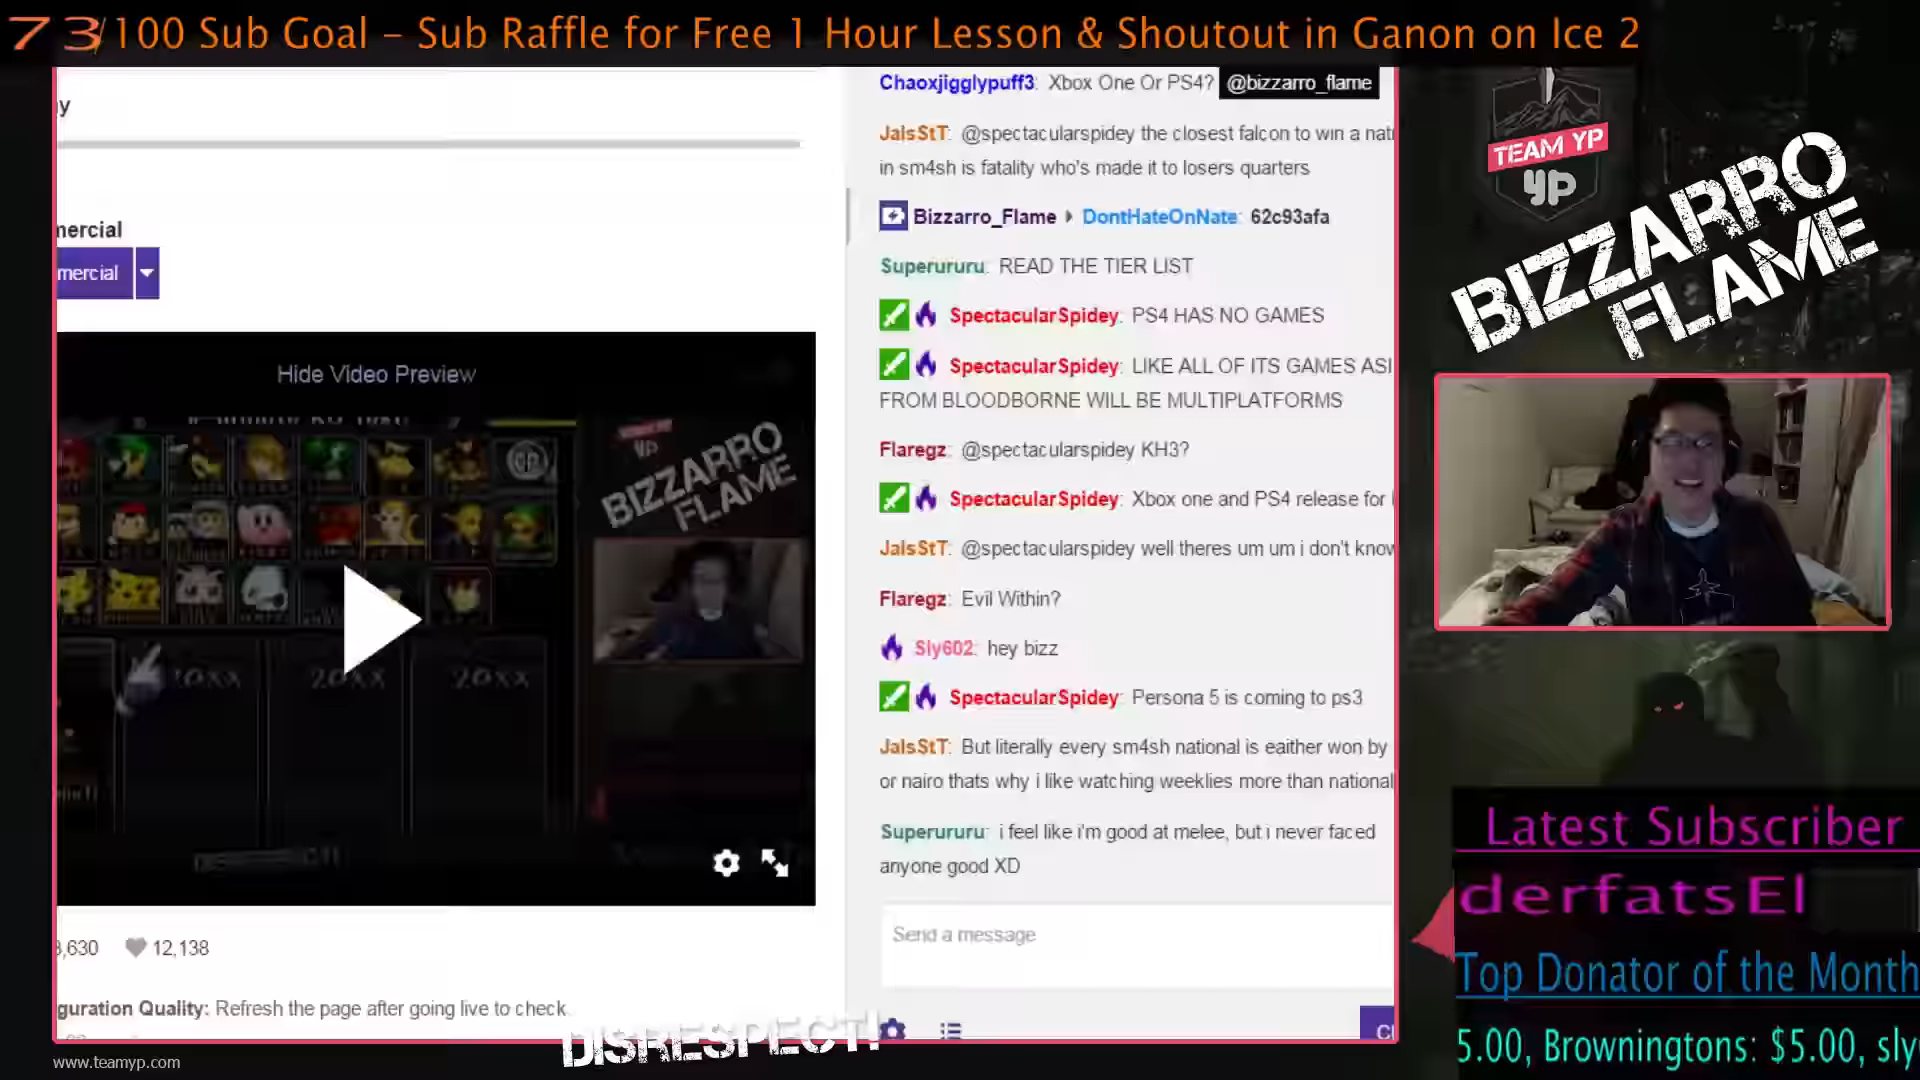 73/100 Sub Goal – Sub Raffle for Free 1 Hour Lesson & Shoutout in Ganon on Ice 2
y
mercial
mercial
Hide Video Preview
BIZZARRO
FLAME
20XX 20XX 20XX
DISRESPECT!
3,630 12,138
guration Quality: Refresh the page after going live to check.
Chaoxjigglypuff3: Xbox One Or PS4? @bizzarro_flame
JalsStT: @spectacularspidey the closest falcon to win a nat
in sm4sh is fatality who's made it to losers quarters
Bizzarro_Flame DontHateOnNate: 62c93afa
Superururu: READ THE TIER LIST
SpectacularSpidey: PS4 HAS NO GAMES
SpectacularSpidey: LIKE ALL OF ITS GAMES ASI
FROM BLOODBORNE WILL BE MULTIPLATFORMS
Flaregz: @spectacularspidey KH3?
SpectacularSpidey: Xbox one and PS4 release for
JalsStT: @spectacularspidey well theres um um i don't know
Flaregz: Evil Within?
Sly602: hey bizz
SpectacularSpidey: Persona 5 is coming to ps3
JalsStT: But literally every sm4sh national is eaither won by
or nairo thats why i like watching weeklies more than national
Superururu: i feel like i'm good at melee, but i never faced
anyone good XD
Send a message
C
TEAM YP
YP
BIZZARRO
FLAME
Latest Subscriber
derfatsEl
Top Donator of the Month
5.00, Browningtons: $5.00, sly
DISRESPECT!
www.teamyp.com